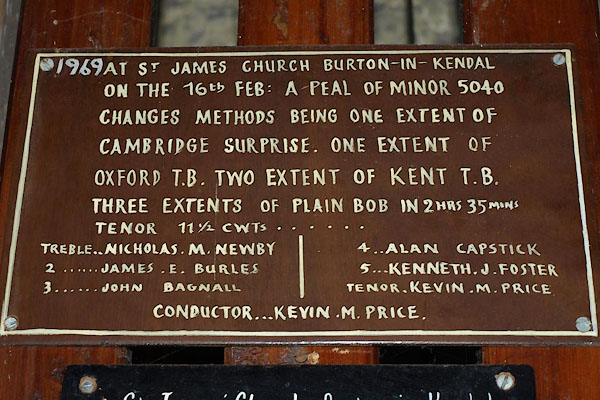 1969 AT ST JAMES CHURCH BURTON-IN-KENDAL
ON THE 16th FEB: A PEAL OF MINOR 5040
CHANGES METHODS BEING ONE EXTENT OF
CAMBRIDGE SURPRISE. ONE EXTENT OF
OXFORD T.B. TWO EXTENT OF KENT T.B.
THREE EXTENTS OF PLAIN BOB IN 2 HRS 35 MINS
TENOR 11½ CWTS . . . . . .
TREBLE..NICHOLAS.M.NEWBY
2 ......JAMES.E.BURLES
3......JOHN BAGNALL
4..ALAN CAPSTICK
5...KENNETH.J.FOSTER
TENOR.KEVIN.M.PRICE
CONDUCTOR...KEVIN.M.PRICE.